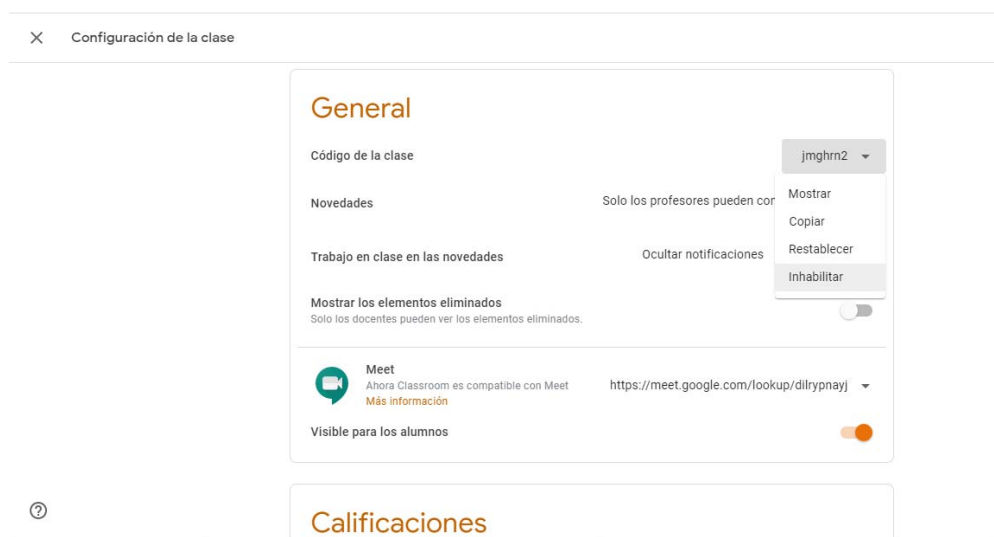 Configuración de la clase
General
Código de la clase
jmghrn2
Mostrar
Novedades
Solo los profesores pueden
Copiar
Restablecer
Trabajo en clase en las novedades
Ocultar notificaciones
Inhabilitar
Mostrar los elementos eliminados
Solo los docentes pueden ver los elementos eliminados.
Meet
Ahora Classroom es compatible con Meet
https://meet.google.com/lookup/dilrypnayj
Más información
Visible para los alumnos
Calificaciones